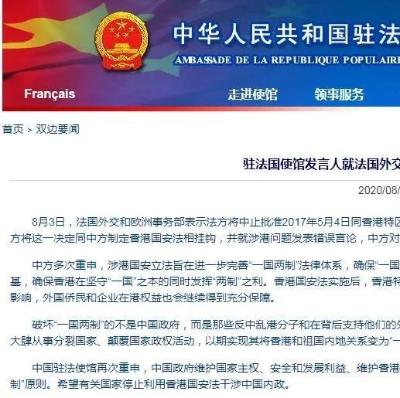 中华人民共和国驻法
AMBASSADE DE LA REPUBLIQUE POPULAIRE
Français 走进使馆 领事服务
首页 > 双边要闻
驻法国使馆发言人就法国外交
2020/08/
8月3日，法国外交和欧洲事务部表示法方将中止批准2017年5月4日同香港特区
方将这一决定同中方制定香港国安法相挂钩，并就涉港问题发表错误言论，中方对
中方多次重申，涉港国安立法旨在进一步完善“一国两制”法律体系，确保“一国
基，确保香港在坚守“一国”之本的同时发挥“两制”之利。香港国安法实施后，香港特
影响，外国侨民和企业在港权益也会继续得到充分保障。
破坏“一国两制”的不是中国政府，而是那些反中乱港分子和在背后支持他们的外
大肆从事分裂国家、颠覆国家政权活动，以期实现其将香港和祖国内地关系变为“一
中国驻法使馆再次重申，中国政府维护国家主权、安全和发展利益、维护香港
制”原则。希望有关国家停止利用香港国安法干涉中国内政。